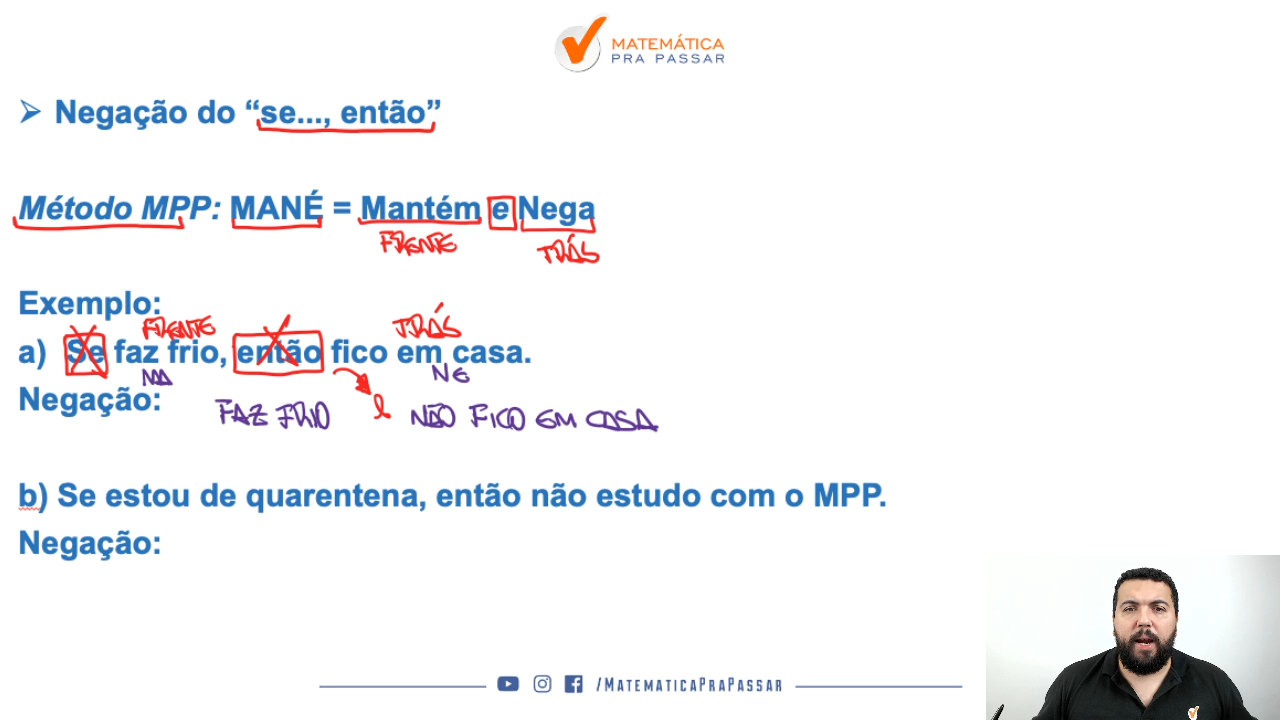 MATEMÁTICA
PRA PASSAR
Negação do “se..., então”
Método MPP: MANÉ = Mantém e Nega
FRENTE TRÁS
Exemplo:
FRENTE TRÁS
a) Se faz frio, então fico em casa.
MA NE
Negação: FAZ FRIO e NÃO FICO EM CASA
b) Se estou de quarentena, então não estudo com o MPP.
Negação:
/MATEMATICAPRAPASSAR